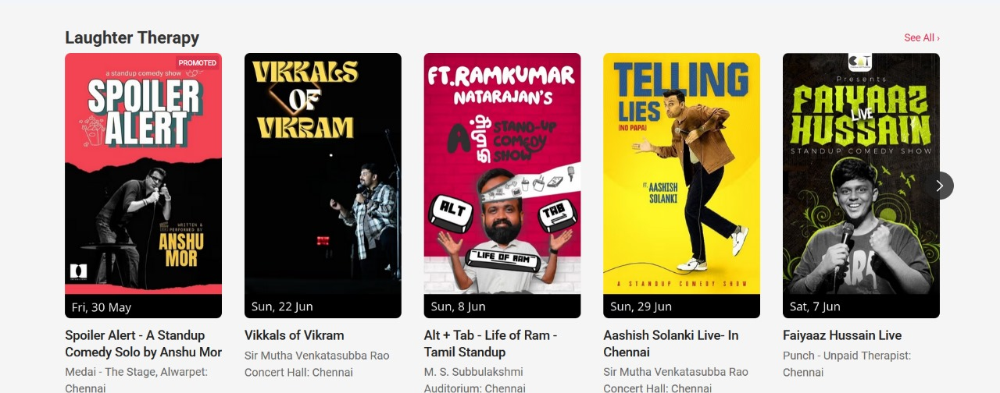 Laughter Therapy
See All ›
PROMOTED
a standup comedy show
SPOILER
ALERT
WRITTEN &
PERFORMED BY
ANSHU
MOR
Fri, 30 May
Spoiler Alert - A Standup
Comedy Solo by Anshu Mor
Medai - The Stage, Alwarpet:
Chennai
VIKKALS
OF
VIKRAM
Sun, 22 Jun
Vikkals of Vikram
Sir Mutha Venkatasubba Rao
Concert Hall: Chennai
FT.RAMKUMAR
NATARAJAN'S
A தமிழ்
STAND-UP
COMEDY
SHOW
ALT
TAB
"LIFE OF RAM"
Sun, 8 Jun
Alt + Tab - Life of Ram -
Tamil Standup
M. S. Subbulakshmi
Auditorium: Chennai
TELLING
LIES
(NO PAPA)
FT. AASHISH
SOLANKI
A STANDUP COMEDY SHOW
Sun, 29 Jun
Aashish Solanki Live- In
Chennai
Sir Mutha Venkatasubba Rao
Concert Hall: Chennai
Presents
FAIYAAZ
LIVE
HUSSAIN
STANDUP COMEDY SHOW
Sat, 7 Jun
Faiyaaz Hussain Live
Punch - Unpaid Therapist:
Chennai